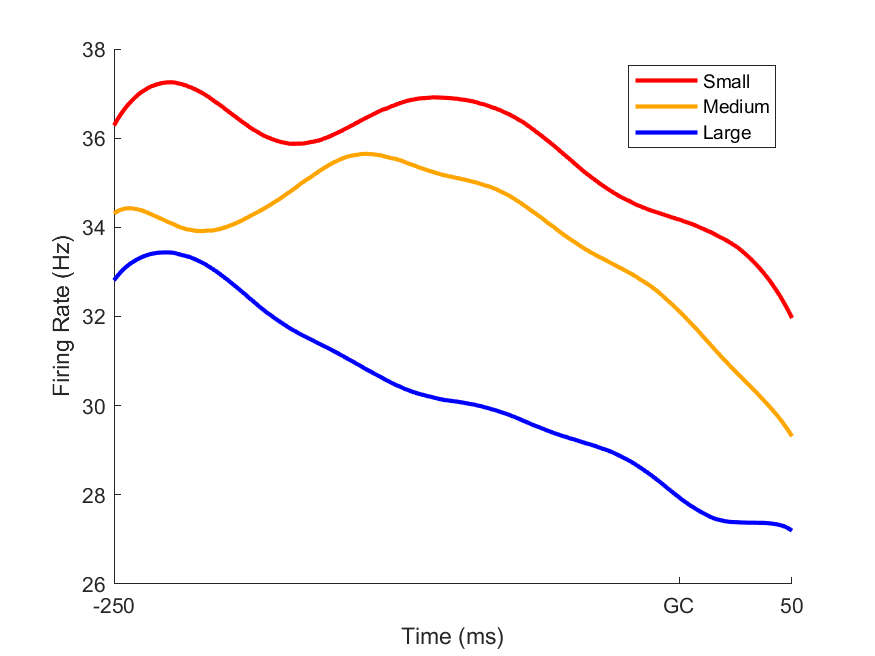 38
36
34
32
30
28
26
Firing Rate (Hz)
Small
Medium
Large
-250
GC
50
Time (ms)